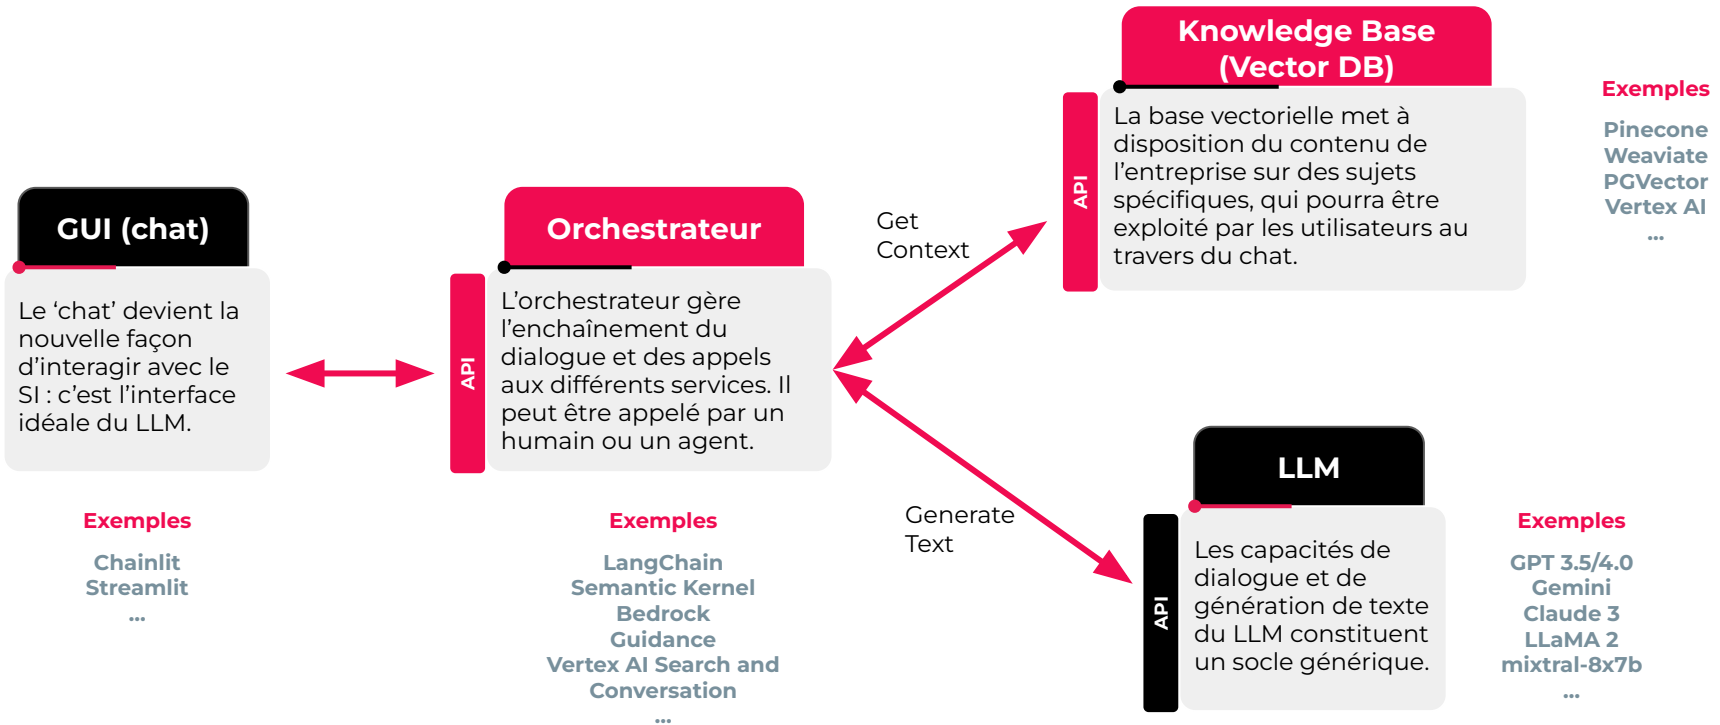 GUI (chat)
Le ‘chat’ devient la
nouvelle façon
d’interagir avec le
SI : c’est l’interface
idéale du LLM.
Exemples
Chainlit
Streamlit
...
Orchestrateur
API
L’orchestrateur gère
l’enchaînement du
dialogue et des appels
aux différents services. Il
peut être appelé par un
humain ou un agent.
Exemples
LangChain
Semantic Kernel
Bedrock
Guidance
Vertex AI Search and
Conversation
...
Get
Context
Generate
Text
Knowledge Base
(Vector DB)
API
La base vectorielle met à
disposition du contenu de
l’entreprise sur des sujets
spécifiques, qui pourra être
exploité par les utilisateurs au
travers du chat.
Exemples
Pinecone
Weaviate
PGVector
Vertex AI
...
LLM
API
Les capacités de
dialogue et de
génération de texte
du LLM constituent
un socle générique.
Exemples
GPT 3.5/4.0
Gemini
Claude 3
LLaMA 2
mixtral-8x7b
...